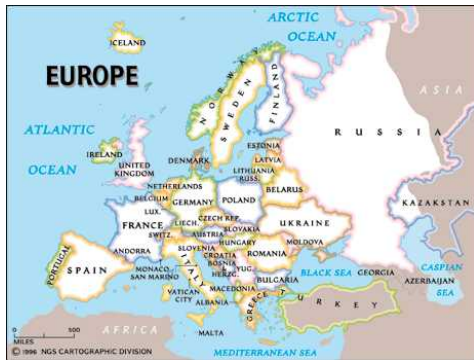 ARCTIC
OCEAN
ICELAND
EUROPE
NORWAY
SWEDEN
FINLAND
ASIA
RUSSIA
ATLANTIC
OCEAN
ESTONIA
LATVIA
DENMARK
LITHUANIA
RUSS.
IRELAND
UNITED
KINGDOM
NETHERLANDS
BELARUS
BELGIUM
GERMANY
POLAND
KAZAKSTAN
LUX.
CZECH REP.
UKRAINE
LIECH.
SLOVAKIA
FRANCE
AUSTRIA
SWITZ.
HUNGARY
MOLDOVA
SLOVENIA
ROMANIA
CROATIA
ANDORRA
BOSNIA
HERZG.
YUG.
PORTUGAL
SPAIN
ITALY
MONACO
SAN MARINO
BULGARIA
BLACK SEA
GEORGIA
CASPIAN
SEA
AZERBAIJAN
MACEDONIA
VATICAN
CITY
ALBANIA
GREECE
TURKEY
AFRICA
MALTA
MEDITERRANEAN SEA
0 500
MILES
© 1996 NGS CARTOGRAPHIC DIVISION